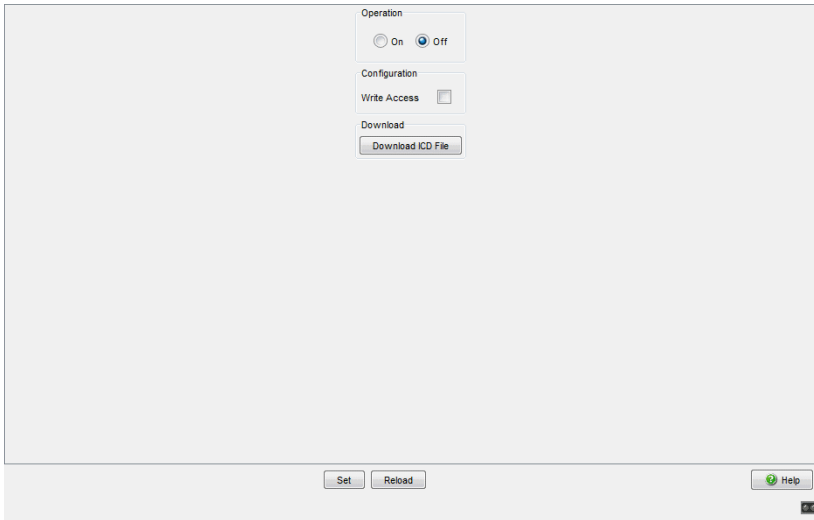 Operation
On Off
Configuration
Write Access
Download
Download ICD File
Set Reload Help